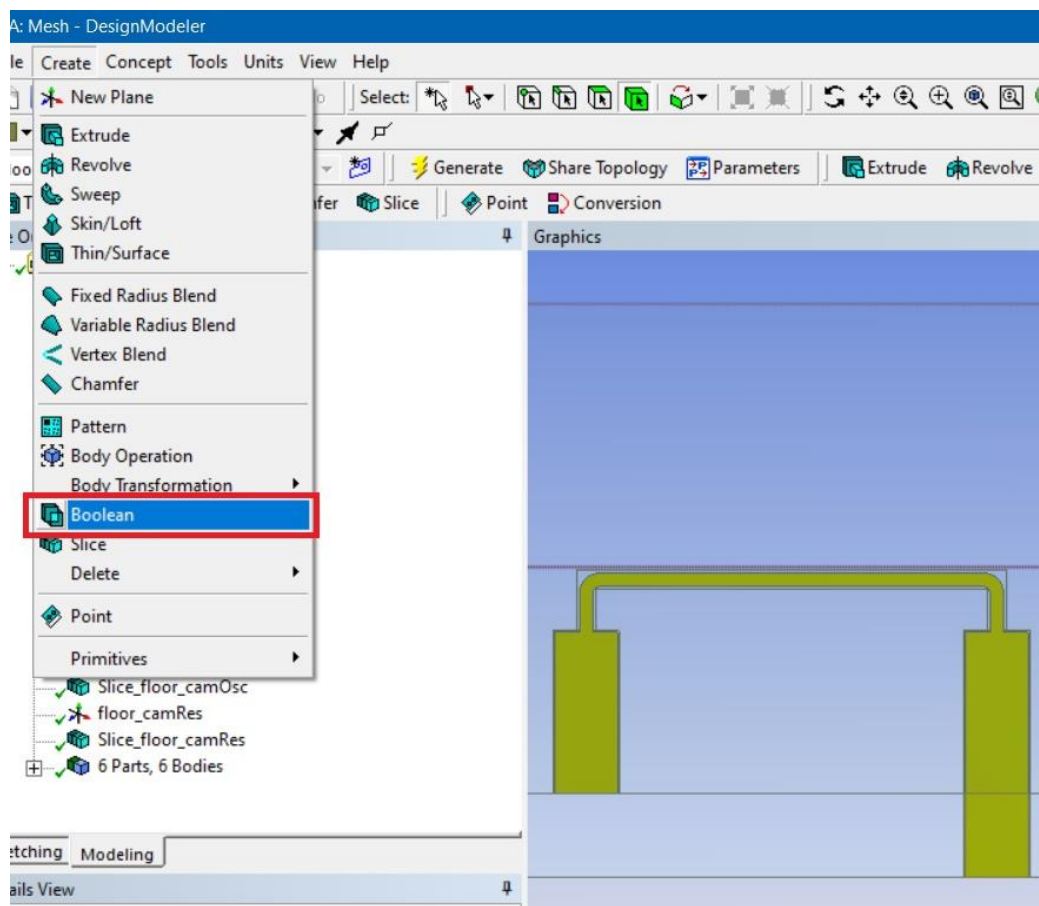 A: Mesh - DesignModeler
le Create Concept Tools Units View Help
New Plane
Select:
Extrude
Revolve
Generate Share Topology Parameters Extrude Revolve
Sweep
Slice Point Conversion
Skin/Loft
Graphics
Thin/Surface
Fixed Radius Blend
Variable Radius Blend
Vertex Blend
Chamfer
Pattern
Body Operation
Body Transformation
Boolean
Slice
Delete
Point
Primitives
Slice_floor_camOsc
floor_camRes
Slice_floor_camRes
6 Parts, 6 Bodies
etching Modeling
ails View